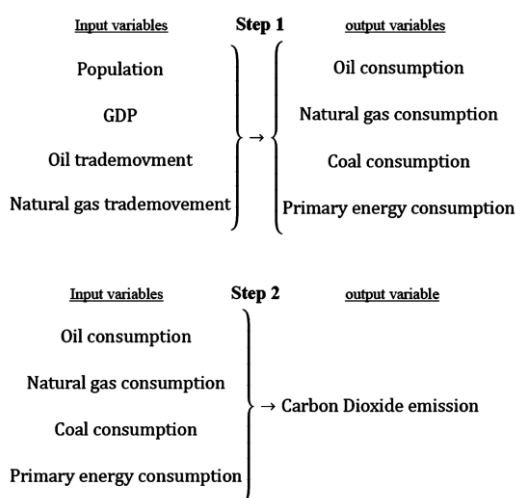 Input variables Step 1 output variables
Population
Oil consumption
GDP
Natural gas consumption
Oil trademovment
→
Coal consumption
Natural gas trademovement
Primary energy consumption
Input variables Step 2 output variable
Oil consumption
Natural gas consumption
→ Carbon Dioxide emission
Coal consumption
Primary energy consumption